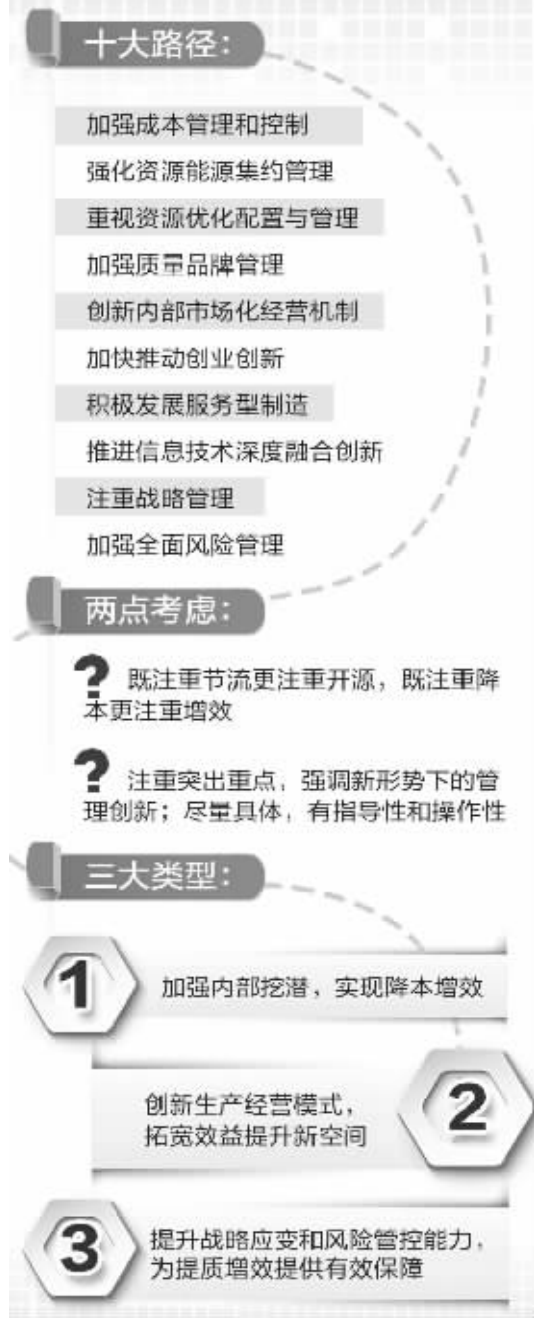 十大路径：
加强成本管理和控制
强化资源能源集约管理
重视资源优化配置与管理
加强质量品牌管理
创新内部市场化经营机制
加快推动创业创新
积极发展服务型制造
推进信息技术深度融合创新
注重战略管理
加强全面风险管理
两点考虑：
? 既注重节流更注重开源，既注重降
本更注重增效
? 注重突出重点，强调新形势下的管
理创新；尽量具体，有指导性和操作性
三大类型：
1 加强内部挖潜，实现降本增效
创新生产经营模式，
拓宽效益提升新空间
2
3 提升战略应变和风险管控能力，
为提质增效提供有效保障